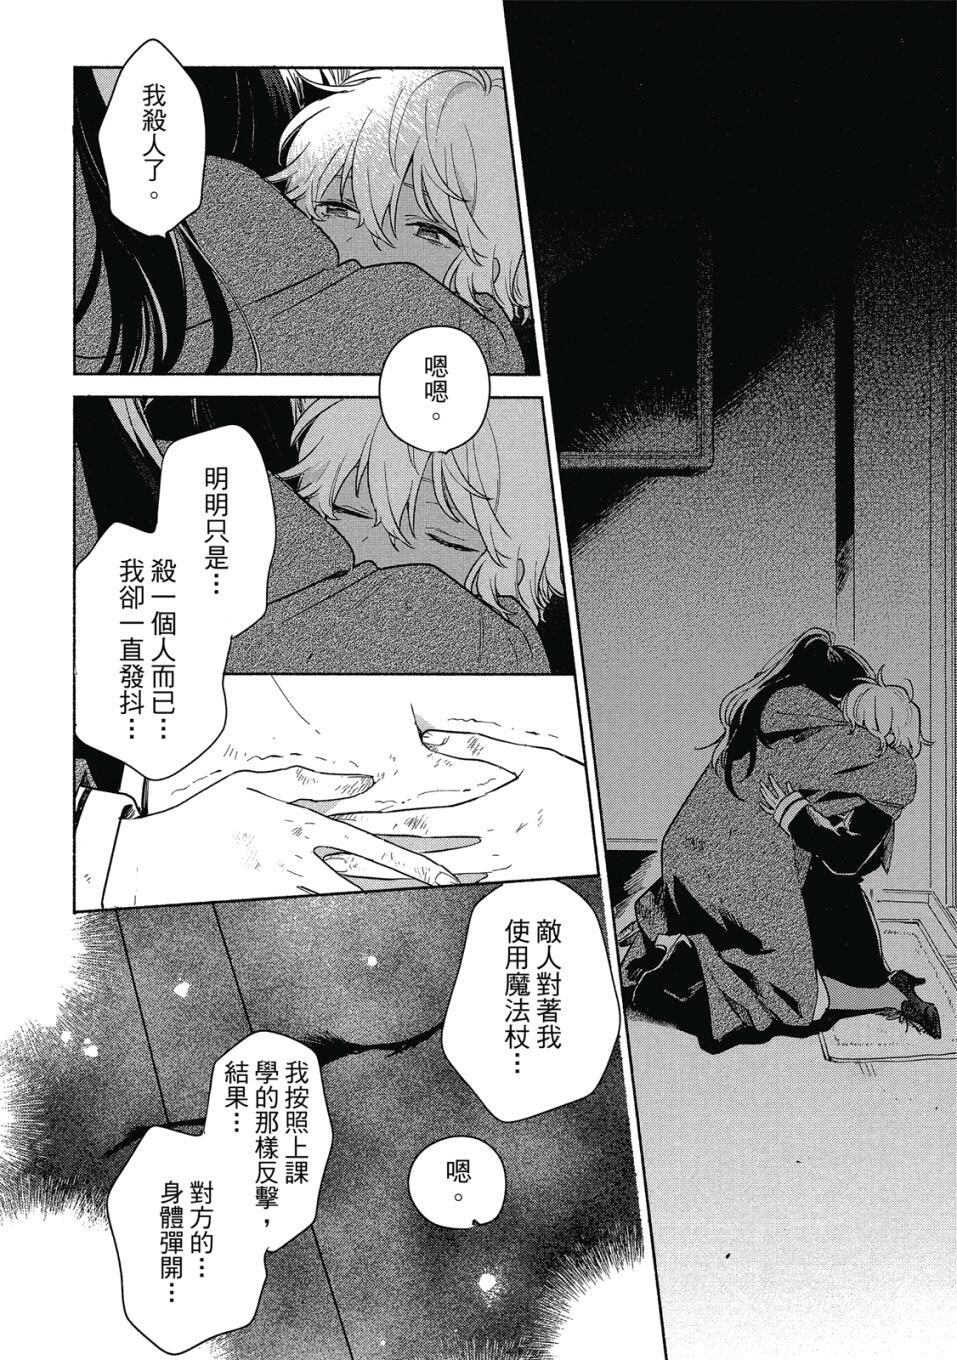 我殺人了。
嗯嗯。
明明只是…
殺一個人而已…
我卻一直發抖…
敵人對著我
使用魔法杖…
嗯。
我按照上課
學的那樣反擊，
結果…
對方的…
身體彈開…